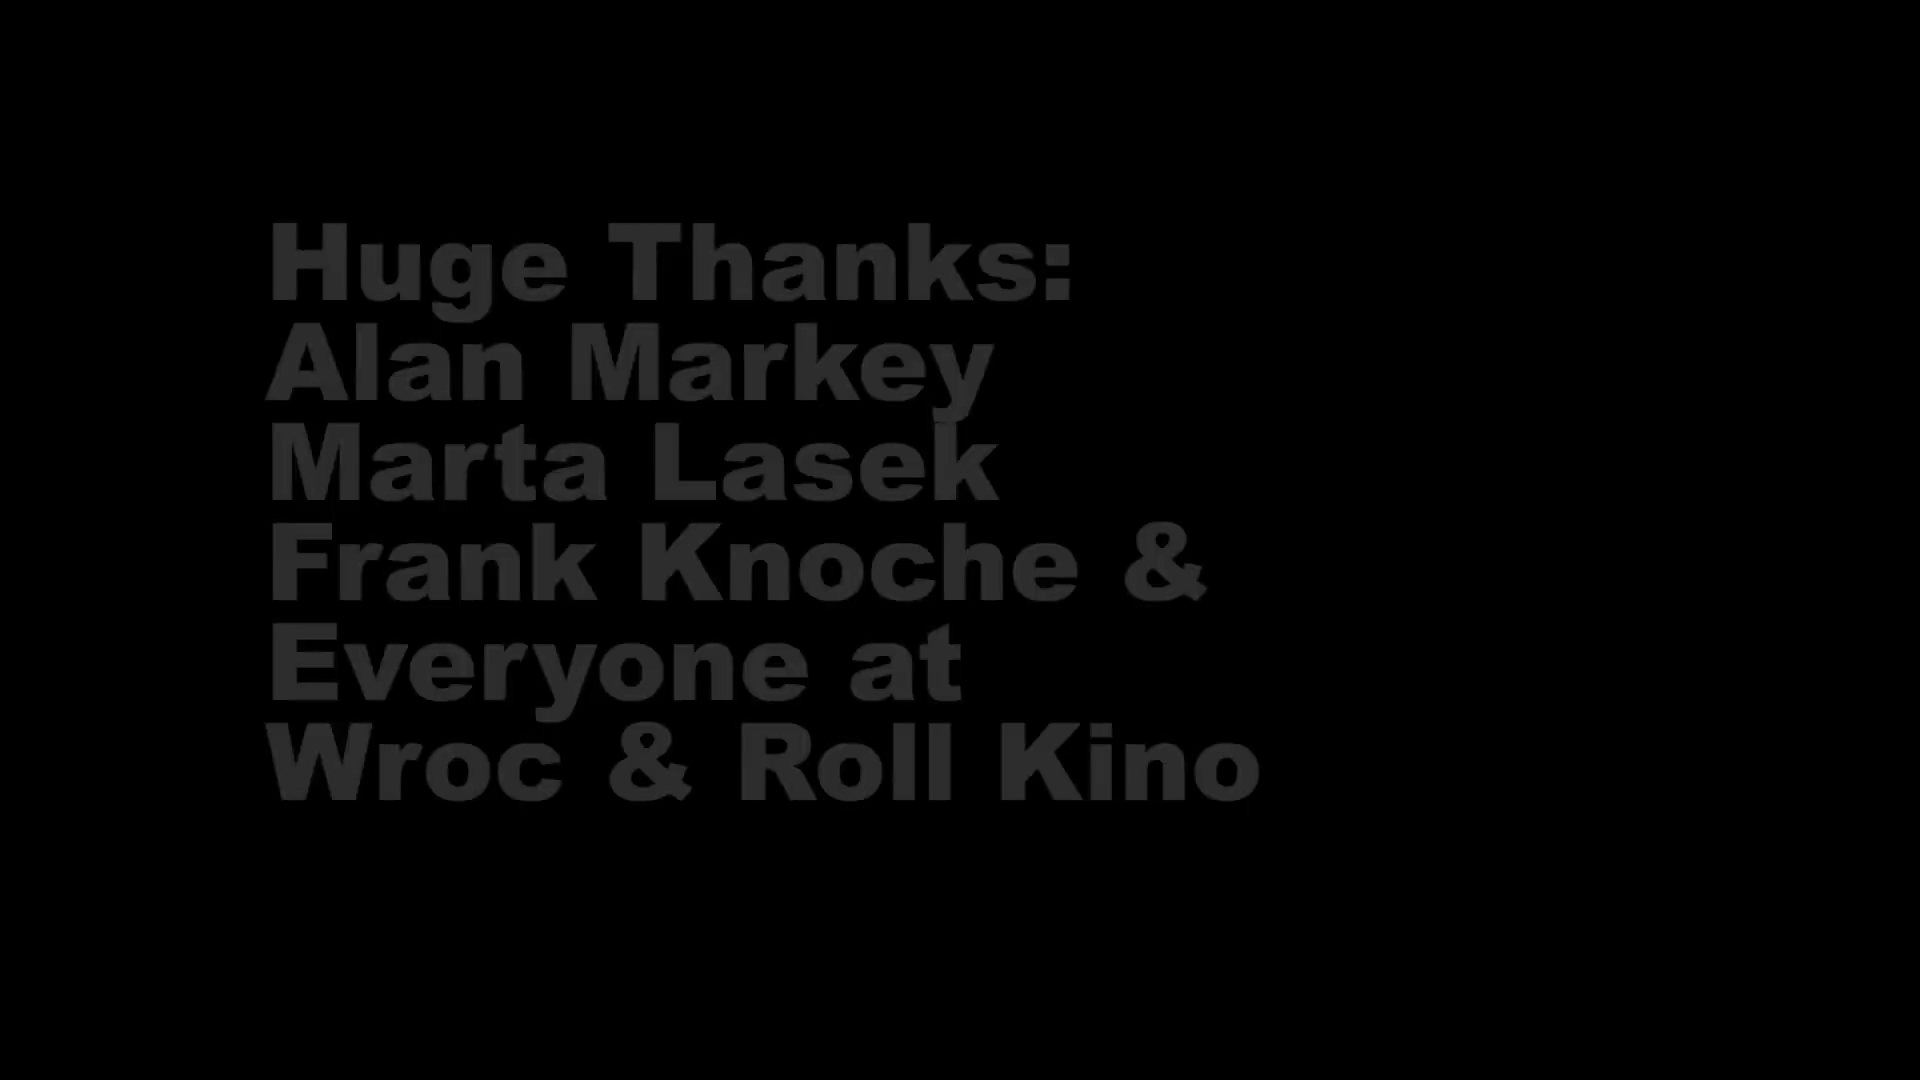 Huge Thanks:
Alan Markey
Marta Lasek
Frank Knoche &
Everyone at
Wroc & Roll Kino